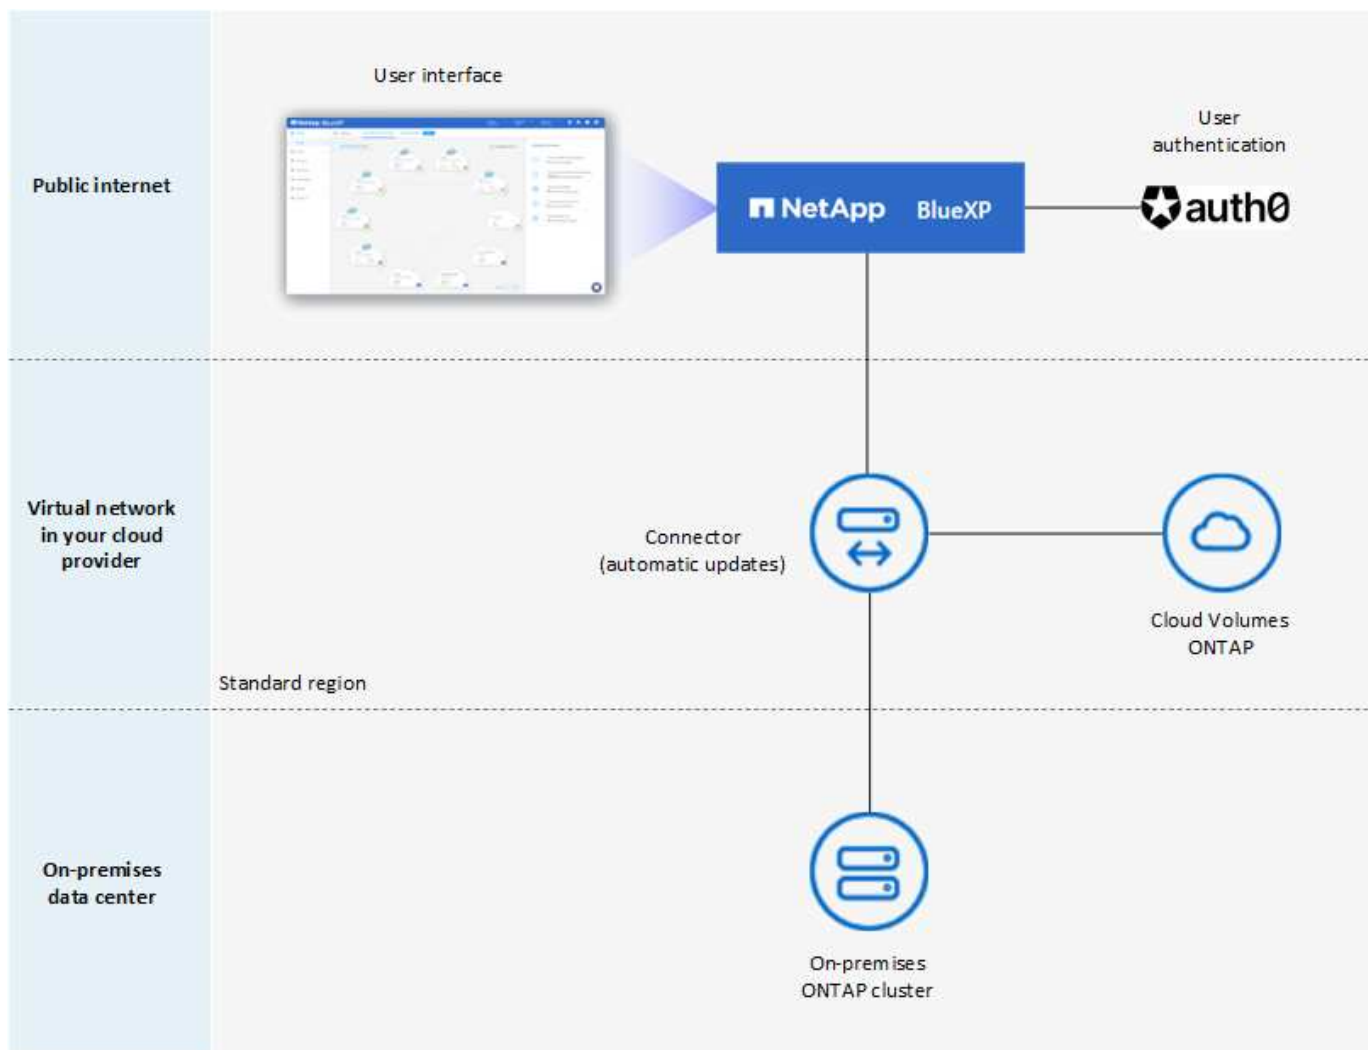 User interface
User
authentication
Public internet
NetApp BlueXP
auth0
Virtual network
in your cloud
provider
Connector
(automatic updates)
Cloud Volumes
ONTAP
Standard region
On-premises
data center
On-premises
ONTAP cluster